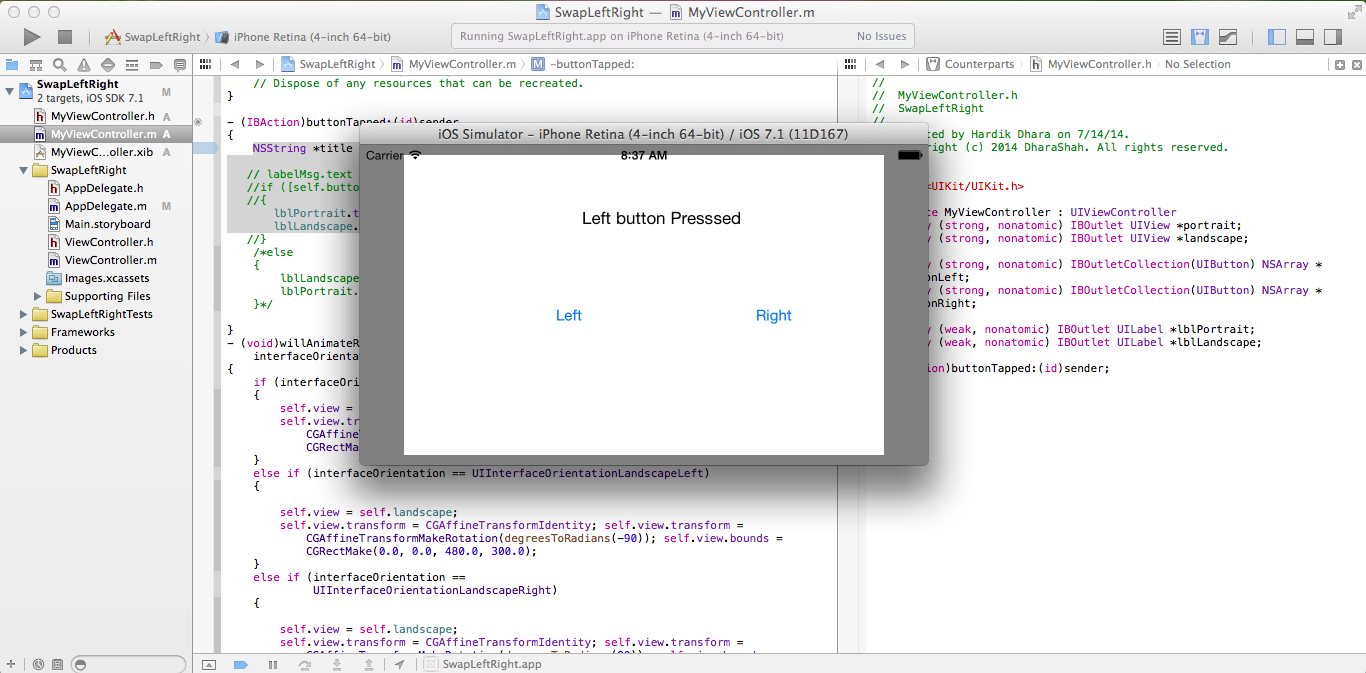 SwapLeftRight — MyViewController.m
SwapLeftRight iPhone Retina (4-inch 64-bit)
Running SwapLeftRight.app on iPhone Retina (4-inch 64-bit) No Issues
SwapLeftRight MyViewController.m M -buttonTapped:
Counterparts h MyViewController.h No Selection
SwapLeftRight
2 targets, iOS SDK 7.1 M
h MyViewController.h A
m MyViewController.m A
MyViewC...oller.xib A
SwapLeftRight
h AppDelegate.h
m AppDelegate.m M
Main.storyboard
h ViewController.h
m ViewController.m
Images.xcassets
Supporting Files
SwapLeftRightTests
Frameworks
Products
// Dispose of any resources that can be recreated.
}
- (IBAction)buttonTapped:(id)sender
{
NSString *title
// labelMsg.text
//if ([self.butto
//{
lblPortrait.t
lblLandscape.
//}
/*else
{
lblLandscape
lblPortrait.
}*/
}
- (void)willAnimateR
interfaceOrienta
{
if (interfaceOri
{
self.view =
self.view.tr
CGAffine
CGRectMa
}
else if (interfaceOrientation == UIInterfaceOrientationLandscapeLeft)
{
self.view = self.landscape;
self.view.transform = CGAffineTransformIdentity; self.view.transform =
CGAffineTransformMakeRotation(degreesToRadians(-90)); self.view.bounds =
CGRectMake(0.0, 0.0, 480.0, 300.0);
}
else if (interfaceOrientation ==
UIInterfaceOrientationLandscapeRight)
{
self.view = self.landscape;
self.view.transform = CGAffineTransformIdentity; self.view.transform =
iOS Simulator – iPhone Retina (4-inch 64-bit) / iOS 7.1 (11D167)
Carrier 8:37 AM
Left button Presssed
Left Right
//
// MyViewController.h
// SwapLeftRight
//
ted by Hardik Dhara on 7/14/14.
ight (c) 2014 DharaShah. All rights reserved.
<UIKit/UIKit.h>
ce MyViewController : UIViewController
y (strong, nonatomic) IBOutlet UIView *portrait;
y (strong, nonatomic) IBOutlet UIView *landscape;
y (strong, nonatomic) IBOutletCollection(UIButton) NSArray *
onLeft;
y (strong, nonatomic) IBOutletCollection(UIButton) NSArray *
onRight;
y (weak, nonatomic) IBOutlet UILabel *lblPortrait;
y (weak, nonatomic) IBOutlet UILabel *lblLandscape;
ion)buttonTapped:(id)sender;
SwapLeftRight.app